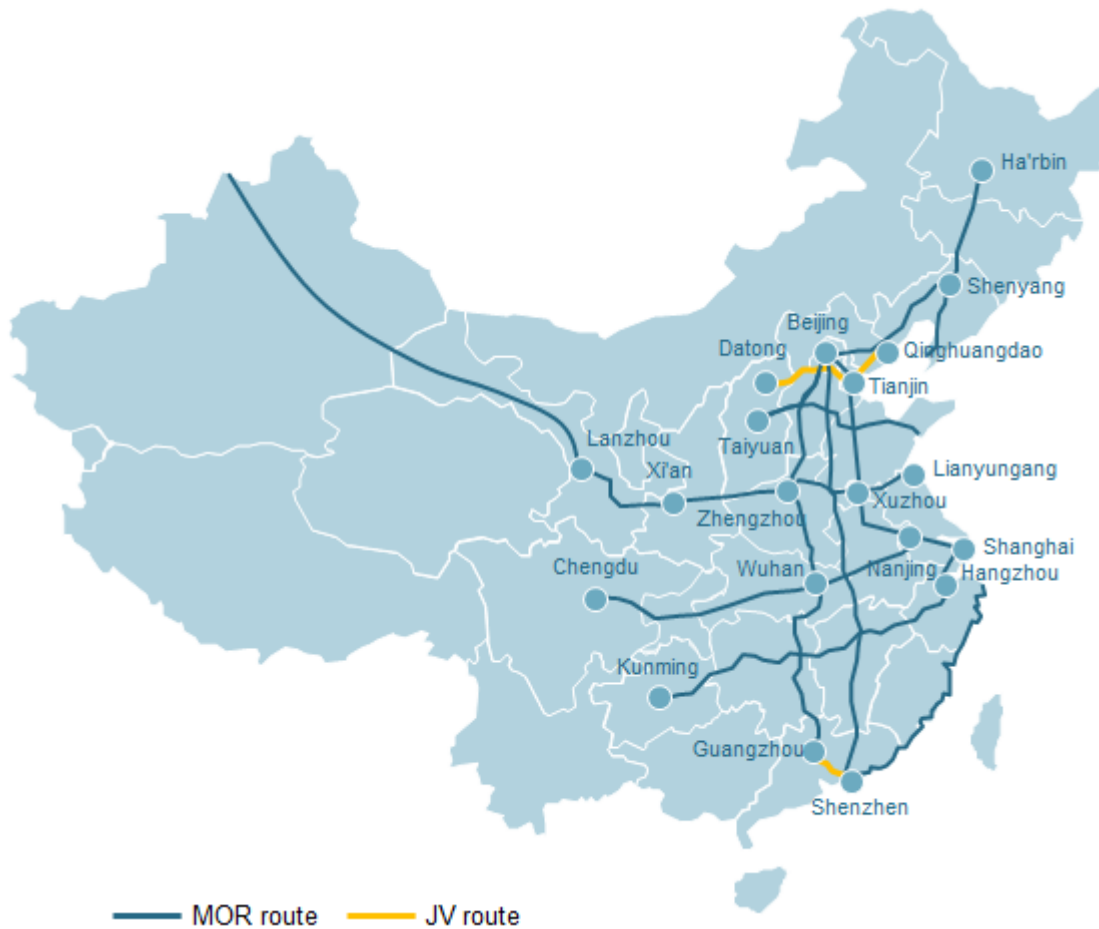 Ha'rbin
Shenyang
Beijing
Datong
Qinghuangdao
Tianjin
Taiyuan
Lanzhou
Xi'an
Lianyungang
Xuzhou
Zhengzhou
Shanghai
Chengdu
Wuhan
Nanjing
Hangzhou
Kunming
Guangzhou
Shenzhen
MOR route
JV route